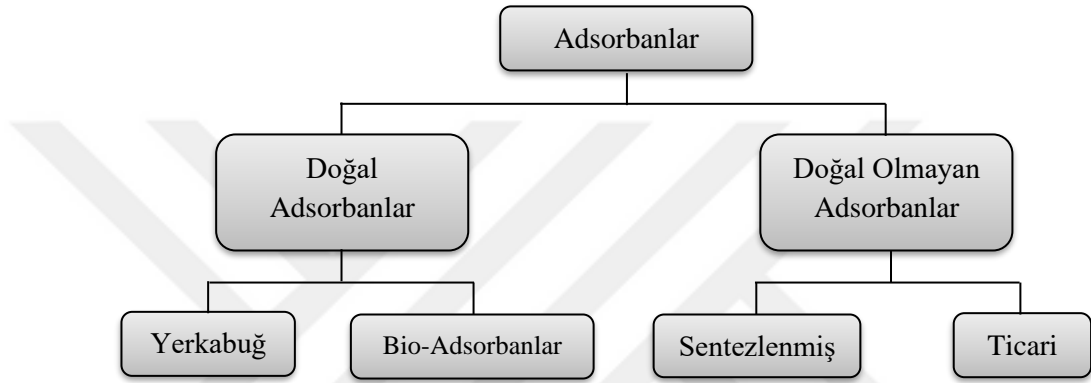 Adsorbanlar
Doğal
Adsorbanlar
Doğal Olmayan
Adsorbanlar
Yerkabuğ
Bio-Adsorbanlar
Sentezlenmiş
Ticari